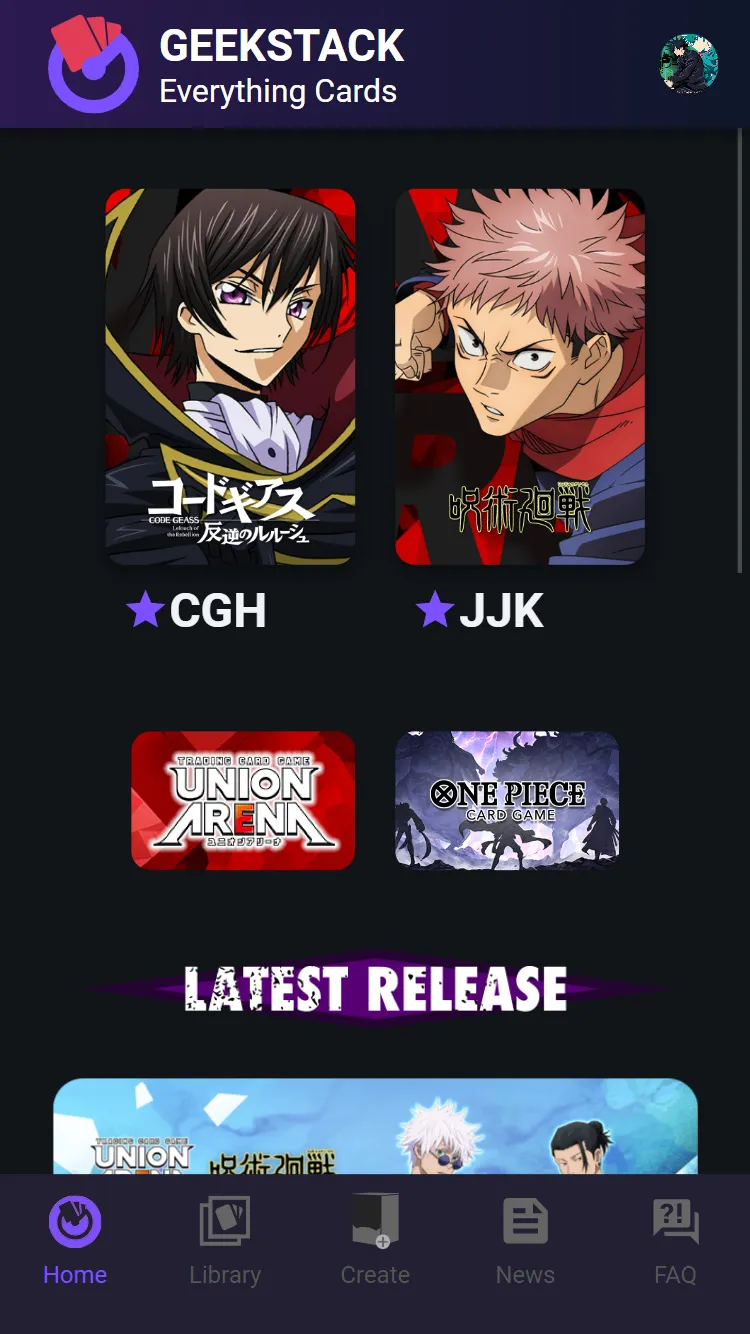 GEEKSTACK
Everything Cards
コードギアス
CODE GEASS
Lelouch of
the Rebellion
反逆のルルーシュ
呪術廻戦
CGH
JJK
TRADING CARD GAME
UNION
ARENA
ユニオンアリーナ
ONE PIECE
CARD GAME
LATEST RELEASE
TRADING CARD GAME
UNION
呪術廻戦
Home
Library
Create
News
FAQ